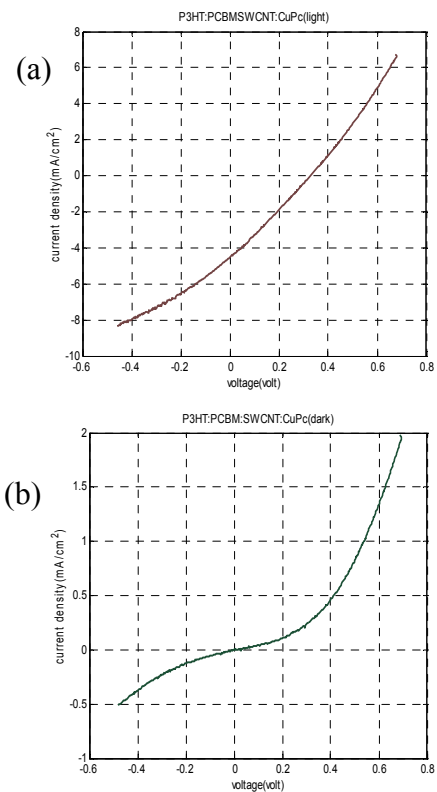 P3HT:PCBMSWCNT:CuPc(light)
(a)
8
6
4
2
0
-2
-4
-6
-8
-10
current density(mA/cm²)
-0.6 -0.4 -0.2 0 0.2 0.4 0.6 0.8
voltage(volt)
P3HT:PCBM:SWCNT:CuPc(dark)
(b)
2
1.5
1
0.5
0
-0.5
-1
current density(mA/cm²)
-0.6 -0.4 -0.2 0 0.2 0.4 0.6 0.8
voltage(volt)